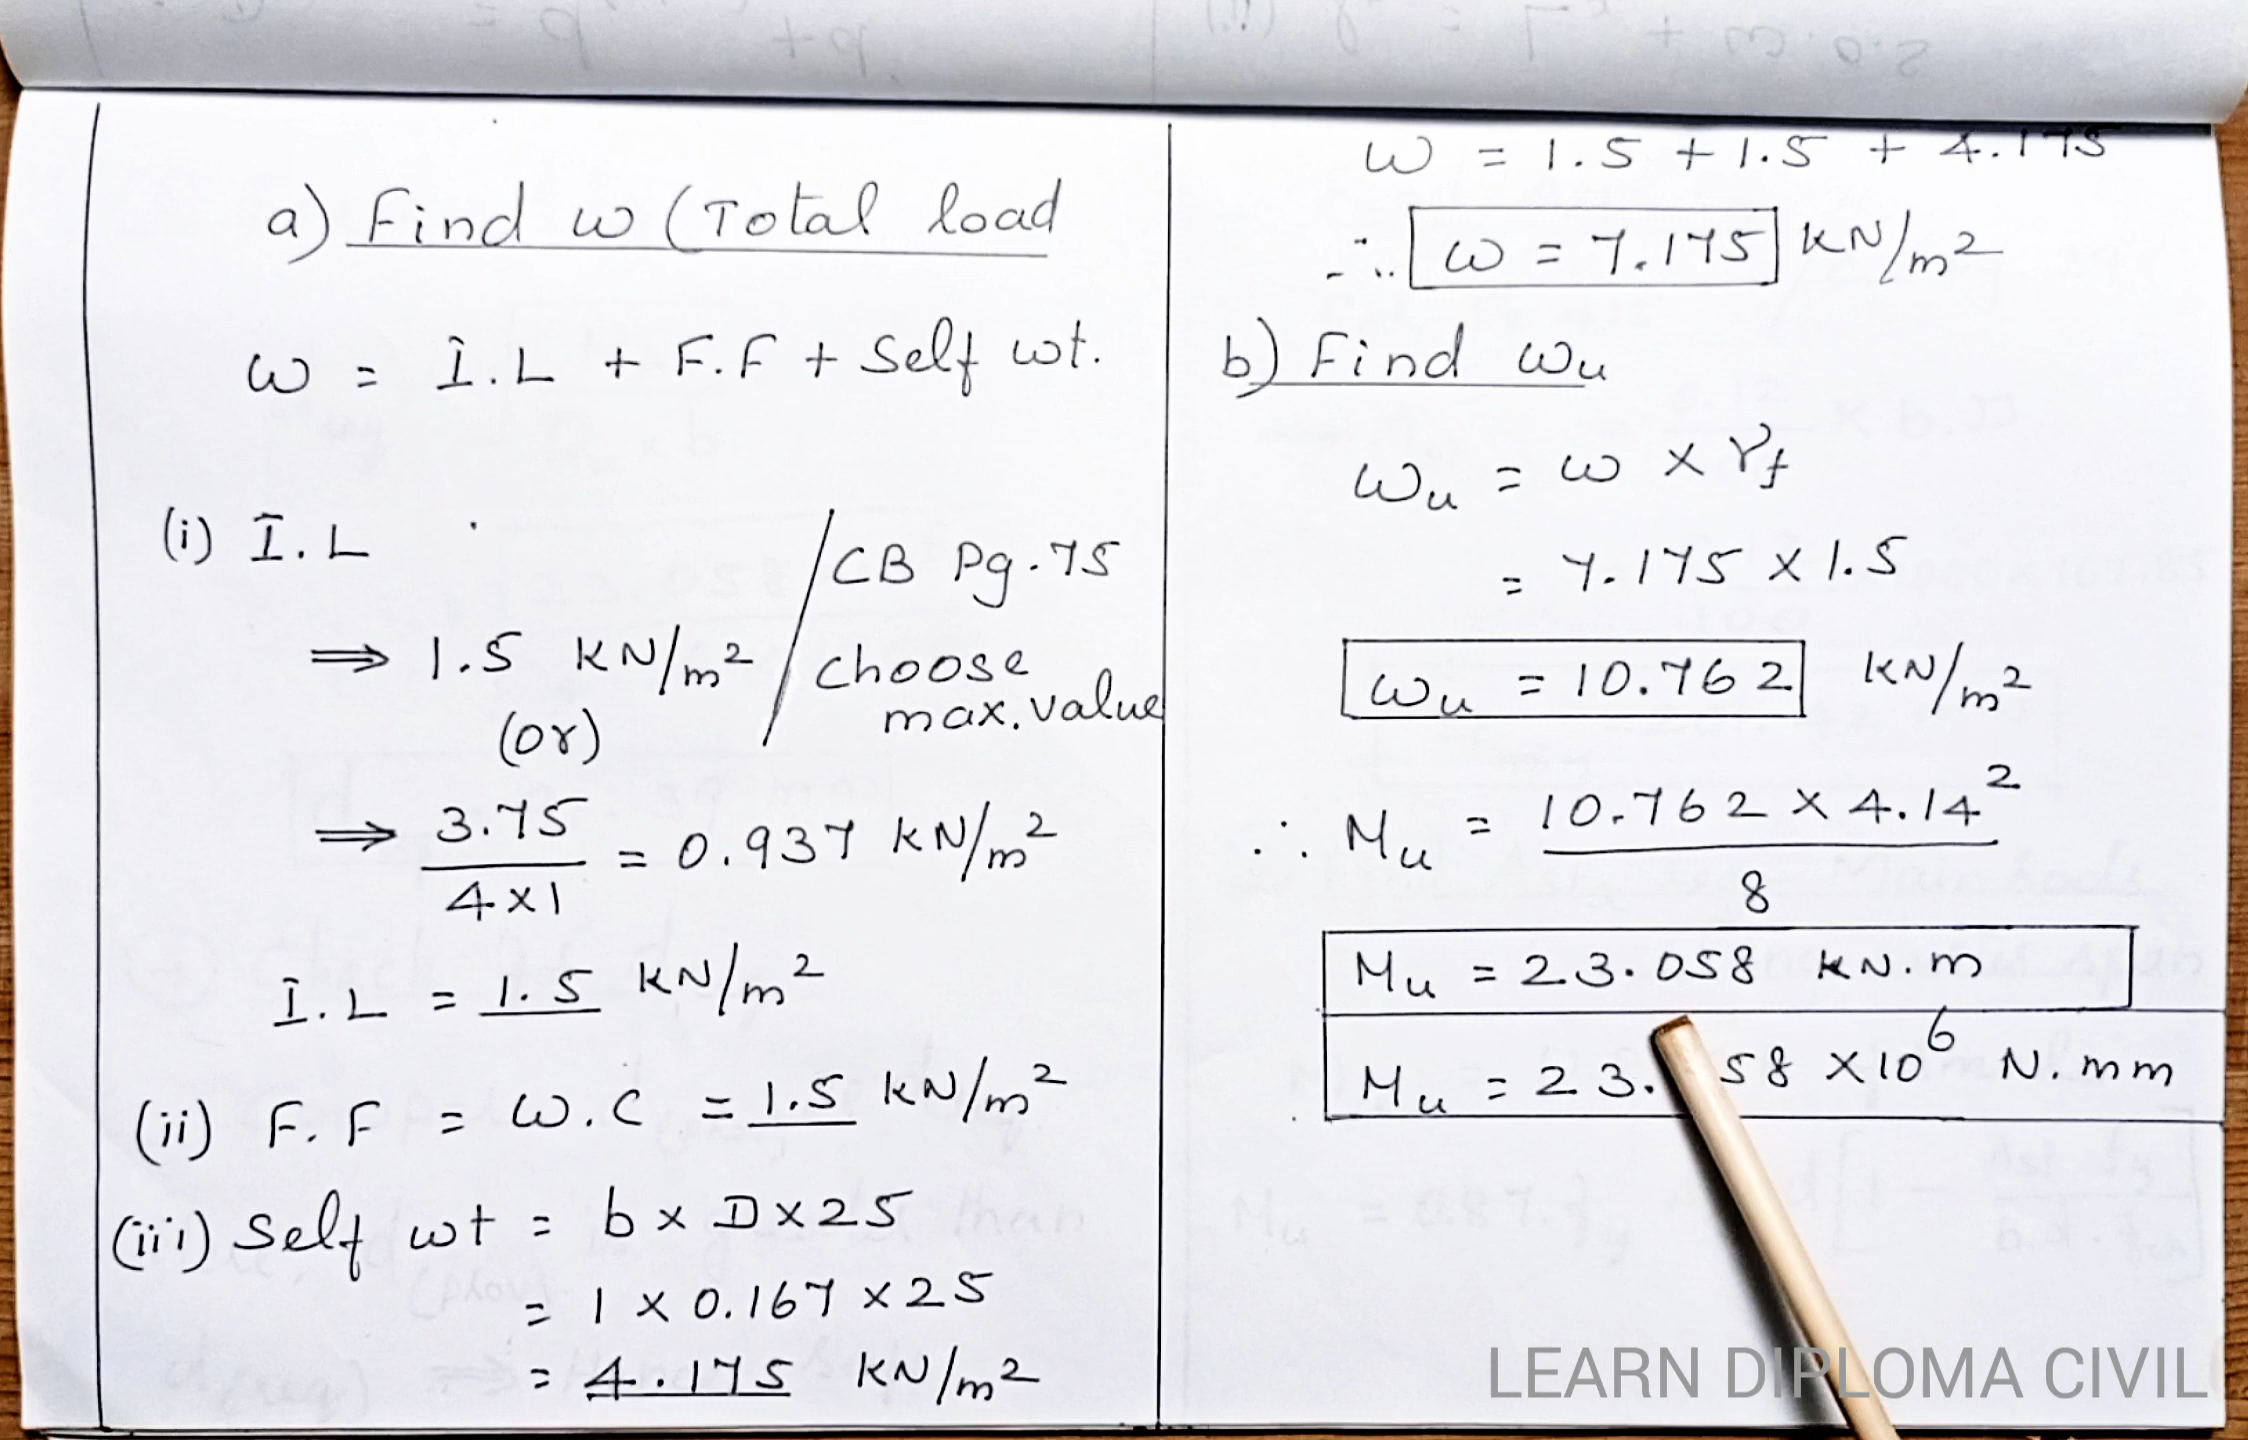 a) Find w (Total load
w = I.L + F.F + Self wt.
(i) I.L
⇒ 1.5 KN/m² / CB Pg.75
(or) choose
max.value
⇒ 3.75/4×1 = 0.937 KN/m²
I.L = 1.5 KN/m²
(ii) F.F = W.C = 1.5 KN/m²
(iii) Self wt = b × D × 25
= 1 × 0.167 × 25
= 4.175 KN/m²
w = 1.5 + 1.5 + 4.175
∴ w = 7.175 KN/m²
b) Find wu
wu = w × γf
= 7.175 × 1.5
wu = 10.762 KN/m²
∴ Mu = 10.762 × 4.14²/8
Mu = 23.058 KN.m
Mu = 23. 58 ×10⁶ N.mm
LEARN DIPLOMA CIVIL